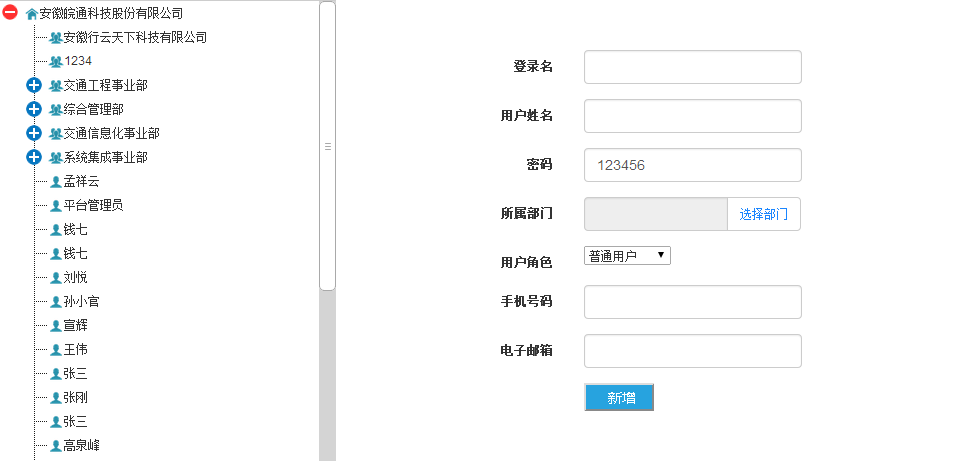 安徽皖通科技股份有限公司
安徽行云天下科技有限公司
1234
交通工程事业部
综合管理部
交通信息化事业部
系统集成事业部
孟祥云
平台管理员
钱七
钱七
刘悦
孙小官
宣辉
王伟
张三
张刚
张三
高泉峰
登录名
用户姓名
密码 123456
所属部门 选择部门
用户角色 普通用户
手机号码
电子邮箱
新增